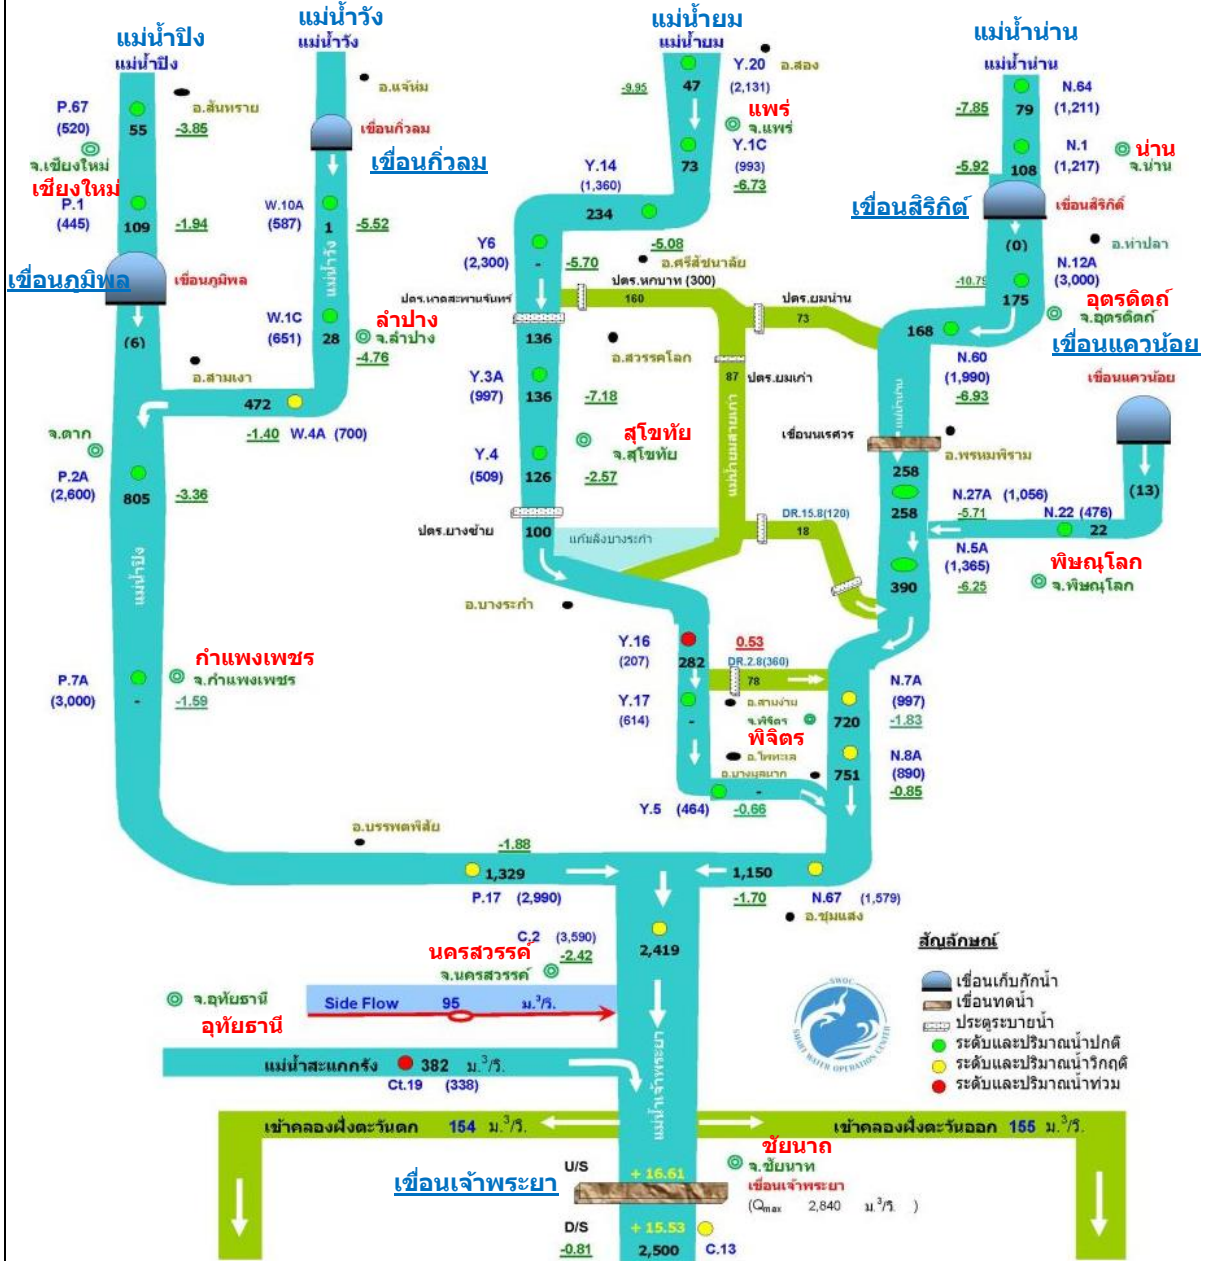 แม่น้ำปิง
แม่น้ำวัง
แม่น้ำยม
แม่น้ำน่าน
แม่น้ำปิง
แม่น้ำวัง
แม่น้ำยม
แม่น้ำน่าน
P.67
(520)
55
-3.85
อ.สันทราย
จ.เชียงใหม่
เชียงใหม่
P.1
(445)
109
-1.94
เขื่อนภูมิพล
เขื่อนภูมิพล
(6)
อ.แจ้ห่ม
เขื่อนกิ่วลม
เขื่อนกิ่วลม
W.10A
(587)
1
-5.52
แม่น้ำวัง
W.1C
(651)
28
ลำปาง
จ.ลำปาง
-4.76
อ.สามเงา
472
-1.40 W.4A (700)
จ.ตาก
P.2A
(2,600)
805
-3.36
แม่น้ำปิง
กำแพงเพชร
จ.กำแพงเพชร
P.7A
(3,000)
-
-1.59
อ.บรรพตพิสัย
-1.88
1,329
P.17 (2,990)
Y.20
อ.สอง
-9.95
47
(2,131)
แพร่
จ.แพร่
Y.1C
(993)
73
-6.73
Y.14
(1,360)
234
-5.08
อ.ศรีสัชนาลัย
Y6
(2,300)
-
-5.70
ปตร.หกบาท (300)
160
ปตร.หาดสะพานจันทร์
136
อ.สวรรคโลก
ปตร.ยมน่าน
73
87
ปตร.ยมเก่า
แม่น้ำยมสายเก่า
Y.3A
(997)
136
-7.18
สุโขทัย
จ.สุโขทัย
Y.4
(509)
126
-2.57
ปตร.ยางซ้าย
100
แก้มลิงบางระกำ
DR.15.8(120)
18
อ.บางระกำ
Y.16
(207)
282
0.53
DR.2.8(360)
78
Y.17
(614)
-
อ.สามง่าม
จ.พิจิตร
พิจิตร
อ.โพทะเล
อ.บางมูลนาก
Y.5 (464)
-
-0.66
N.64
-7.85
79
(1,211)
N.1
-5.92
108
(1,217)
น่าน
จ.น่าน
เขื่อนสิริกิต์
เขื่อนสิริกิติ์
(0)
อ.ท่าปลา
N.12A
-10.79
(3,000)
175
อุตรดิตถ์
จ.อุตรดิตถ์
168
N.60
(1,990)
-6.93
เขื่อนแควน้อย
เขื่อนแควน้อย
แม่น้ำน่าน
เขื่อนนเรศวร
258
อ.พรหมพิราม
(13)
N.27A (1,056)
258
-5.71
N.22 (476)
22
N.5A
(1,365)
390
-6.25
พิษณุโลก
จ.พิษณุโลก
N.7A
(997)
720
-1.83
N.8A
751
(890)
-0.85
1,150
-1.70
N.67 (1,579)
อ.ชุมแสง
C.2 (3,590)
2,419
นครสวรรค์
-2.42
จ.นครสวรรค์
จ.อุทัยธานี
อุทัยธานี
Side Flow 95 ม.3/วิ.
แม่น้ำสะแกกรัง 382 ม.3/วิ.
Ct.19 (338)
แม่น้ำเจ้าพระยา
เข้าคลองฝั่งตะวันตก 154 ม.3/วิ.
เข้าคลองฝั่งตะวันออก 155 ม.3/วิ.
ชัยนาถ
จ.ชัยนาท
U/S
+ 16.61
เขื่อนเจ้าพระยา
เขื่อนเจ้าพระยา
(Qmax 2,840 ม.3/วิ. )
D/S
+ 15.53
-0.81
2,500
C.13
สัญลักษณ์
เขื่อนเก็บกักน้ำ
เขื่อนทดน้ำ
ประตูระบายน้ำ
ระดับและปริมาณน้ำปกติ
ระดับและปริมาณน้ำวิกฤติ
ระดับและปริมาณน้ำท่วม
SWOC
SMART WATER OPERATION CENTER